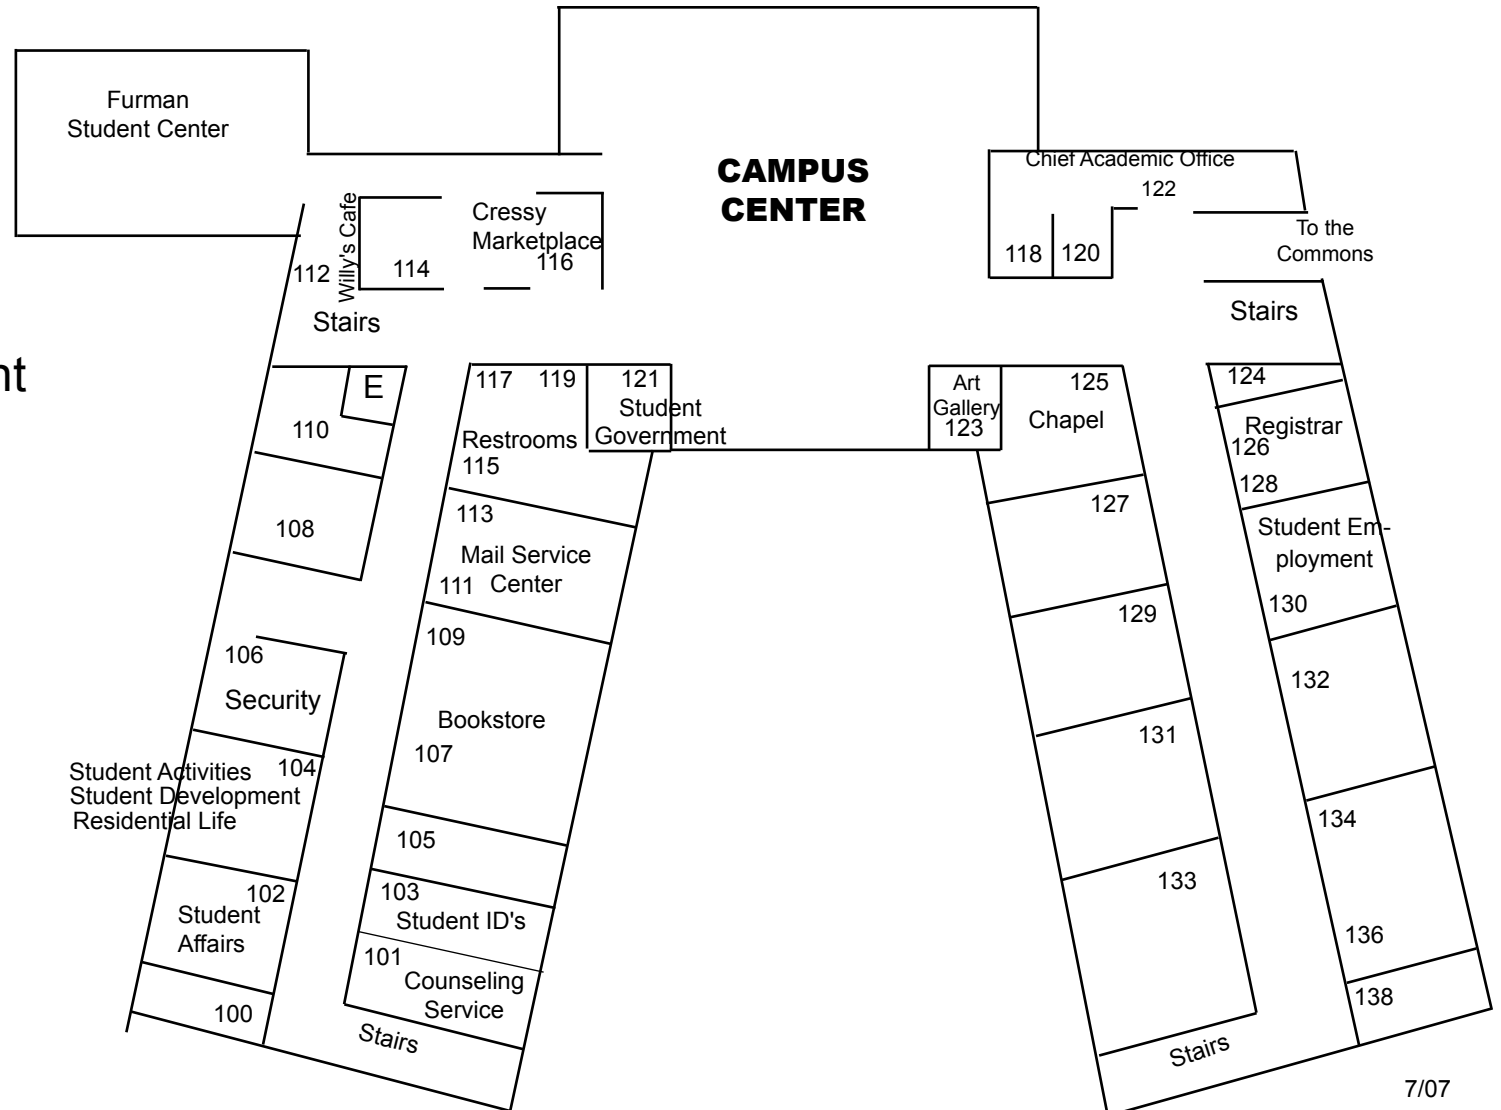 Furman
Student Center
CAMPUS
CENTER
Chief Academic Office
122
Willy's Cafe
Cressy
Marketplace
116
114
112
118
120
To the
Commons
Stairs
Stairs
nt
E
117
119
121
Student
Government
Restrooms
115
Art
Gallery
123
125
Chapel
124
Registrar
126
128
110
108
113
Mail Service
Center
111
127
Student Em-
ployment
130
109
129
106
Security
132
Bookstore
107
131
104
Student Activities
Student Development
Residential Life
134
105
102
Student
Affairs
103
Student ID's
133
136
101
Counseling
Service
100
138
Stairs
Stairs
7/07